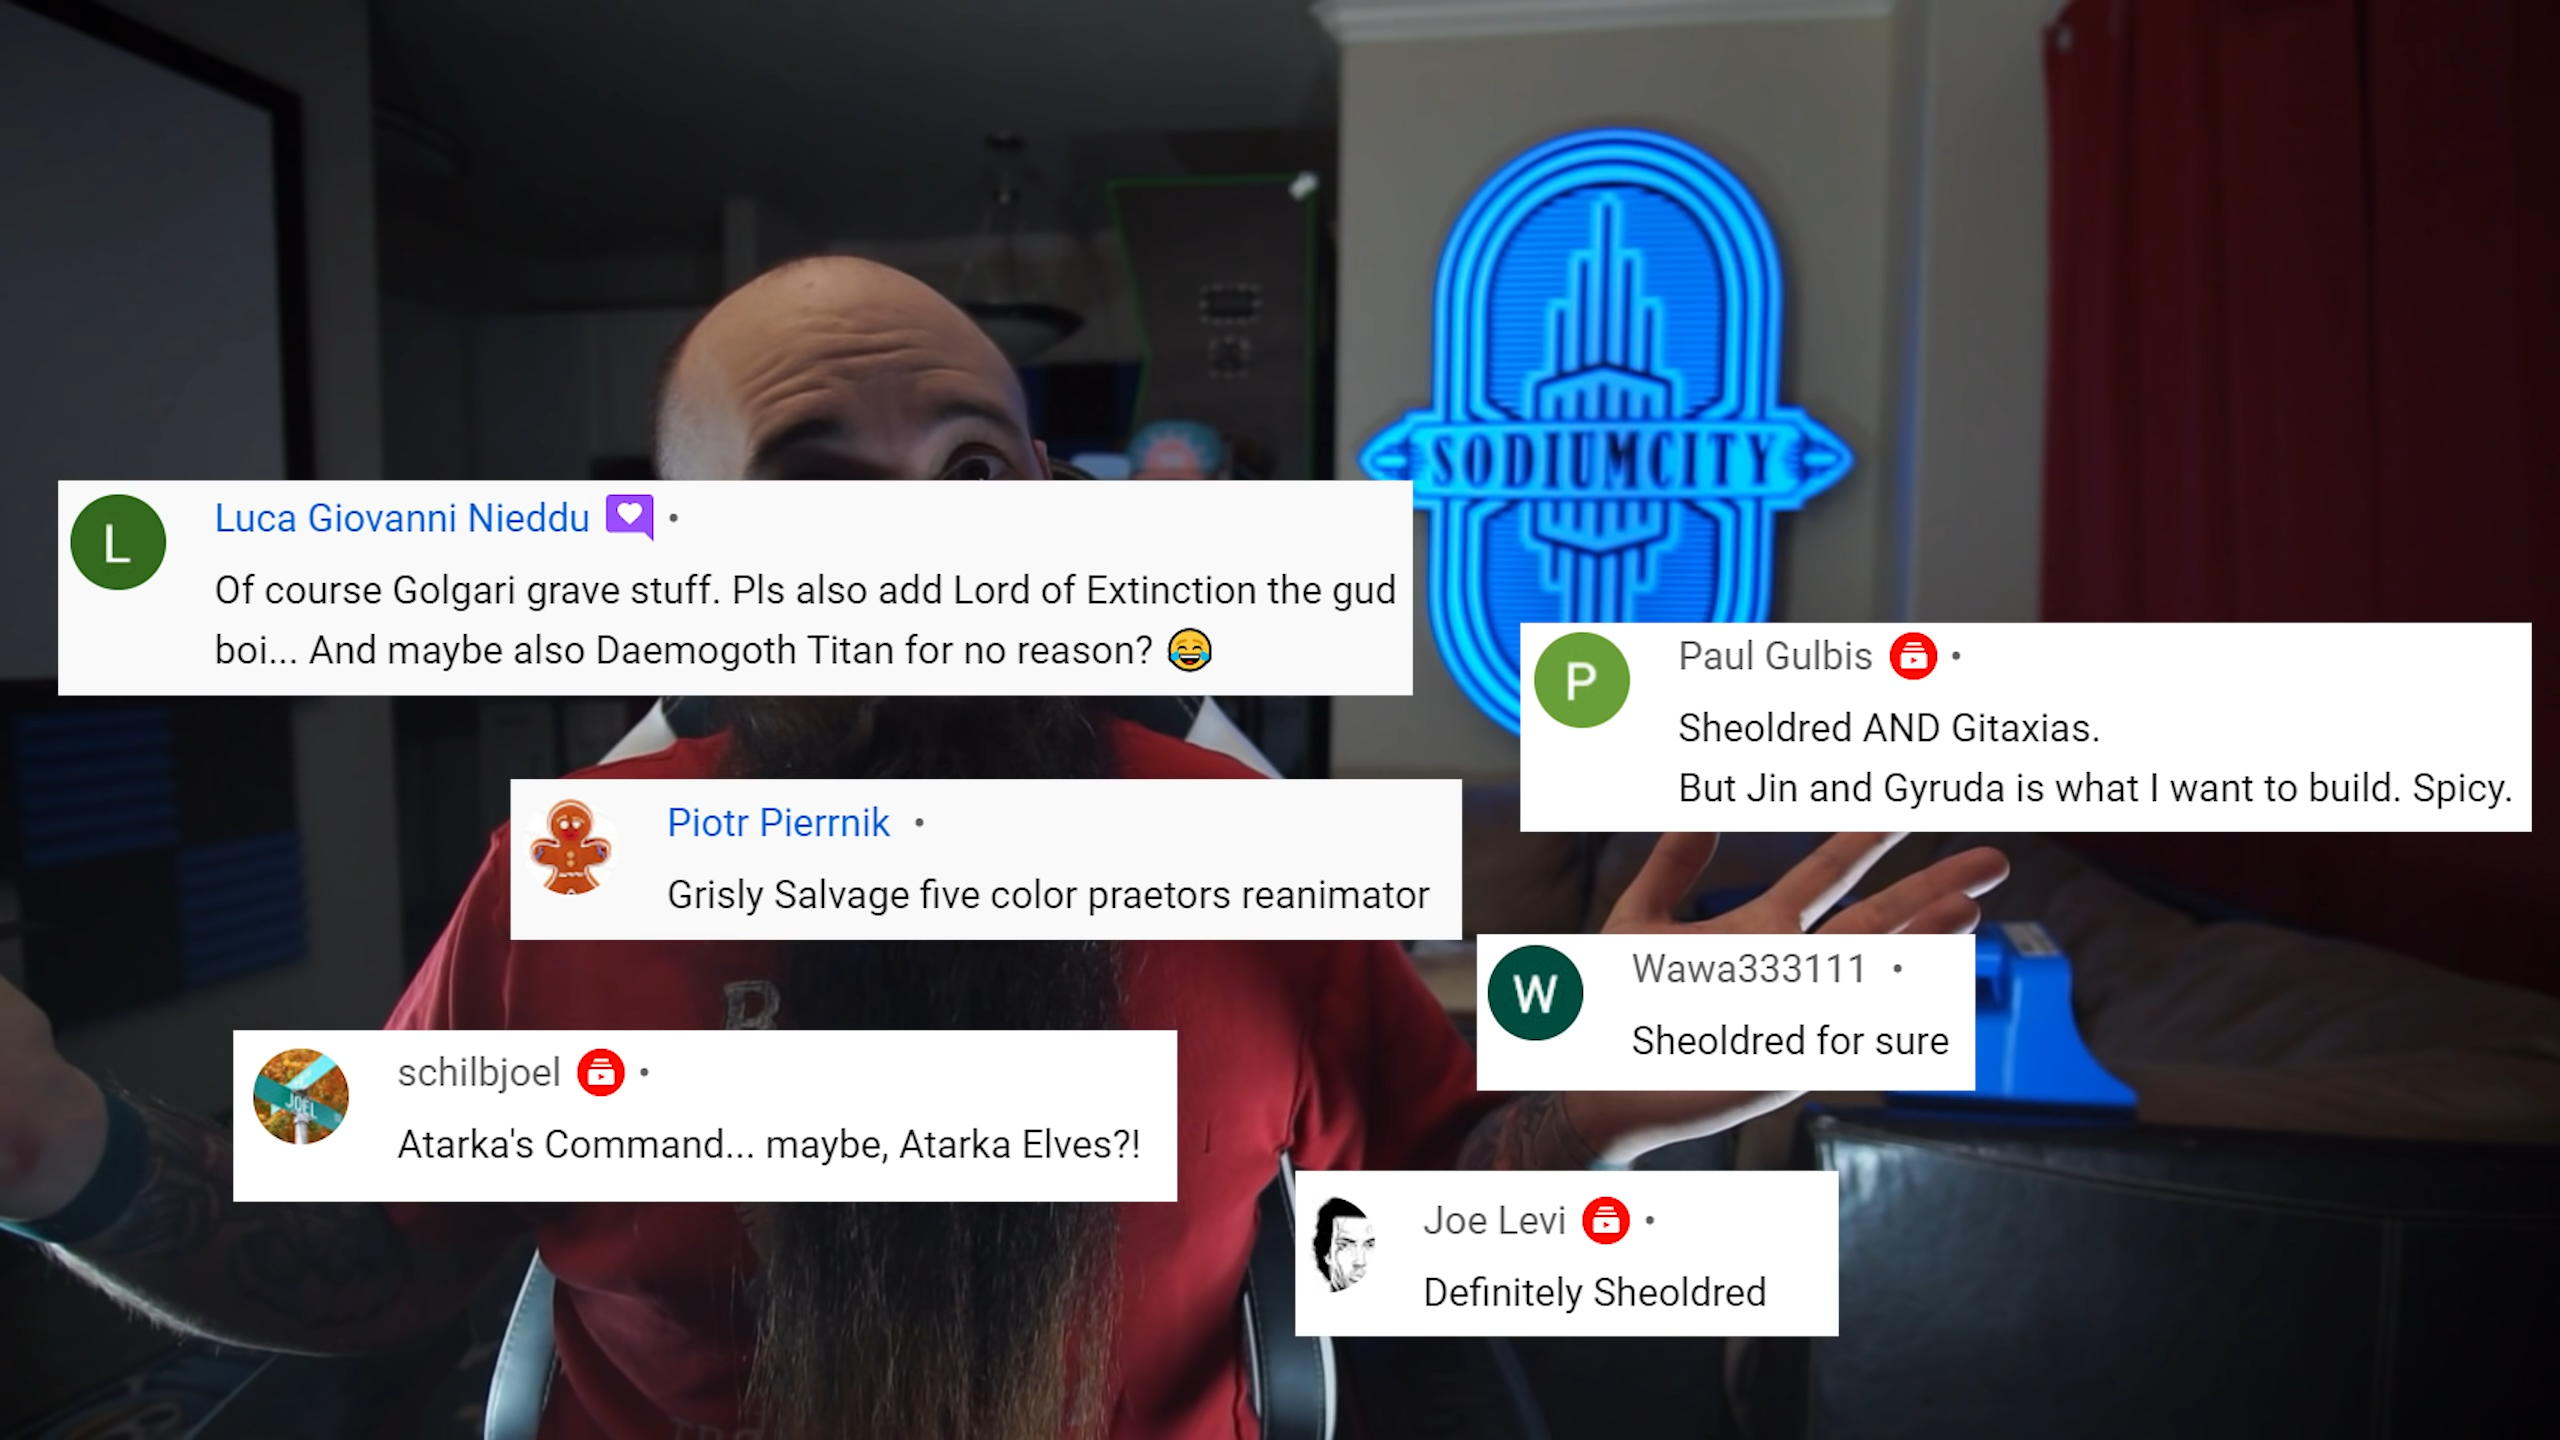 SODIUMCITY
L
Luca Giovanni Nieddu
Of course Golgari grave stuff. Pls also add Lord of Extinction the gud
boi... And maybe also Daemogoth Titan for no reason? 😂
P
Paul Gulbis
Sheoldred AND Gitaxias.
But Jin and Gyruda is what I want to build. Spicy.
Piotr Pierrnik
Grisly Salvage five color praetors reanimator
W
Wawa333111
Sheoldred for sure
JOEL
schilbjoel
Atarka's Command... maybe, Atarka Elves?!
Joe Levi
Definitely Sheoldred